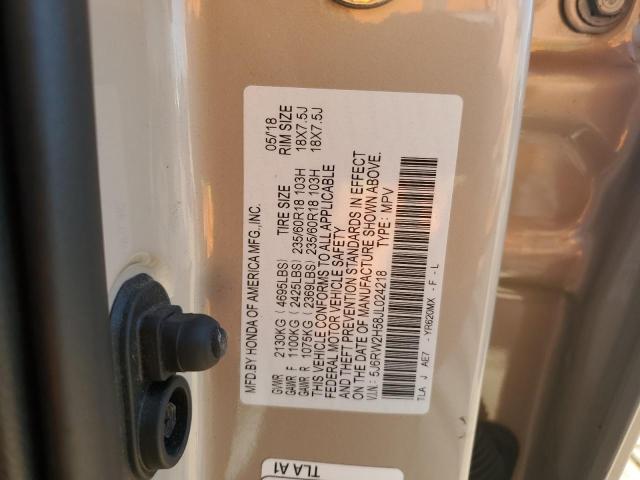 MFD.BY HONDA OF AMERICA MFG.,INC. 05/18
TIRE SIZE RIM SIZE
GVWR 2130KG ( 4695LBS)
GAWR F 1100KG ( 2425LBS) 235/60R18 103H 18X7.5J
GAWR R 1075KG ( 2369LBS) 235/60R18 103H 18X7.5J
THIS VEHICLE CONFORMS TO ALL APPLICABLE
FEDERAL MOTOR VEHICLE SAFETY
AND THEFT PREVENTION STANDARDS IN EFFECT
ON THE DATE OF MANUFACTURE SHOWN ABOVE.
V.I.N : 5J6RW2H58JL024218 TYPE: MPV
TLA J AE7 - YR620MX - F - L
TLA A1